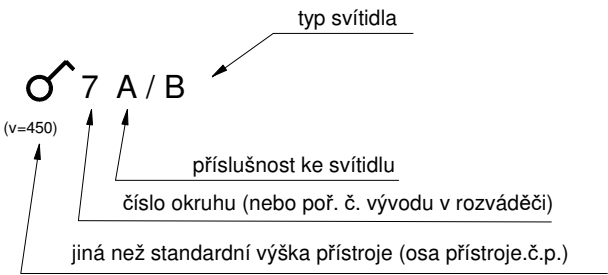 typ svítidla
7 A / B
(v=450)
příslušnost ke svítidlu
číslo okruhu (nebo poř. č. vývodu v rozváděči)
jiná než standardní výška přístroje (osa přístroje.č.p.)